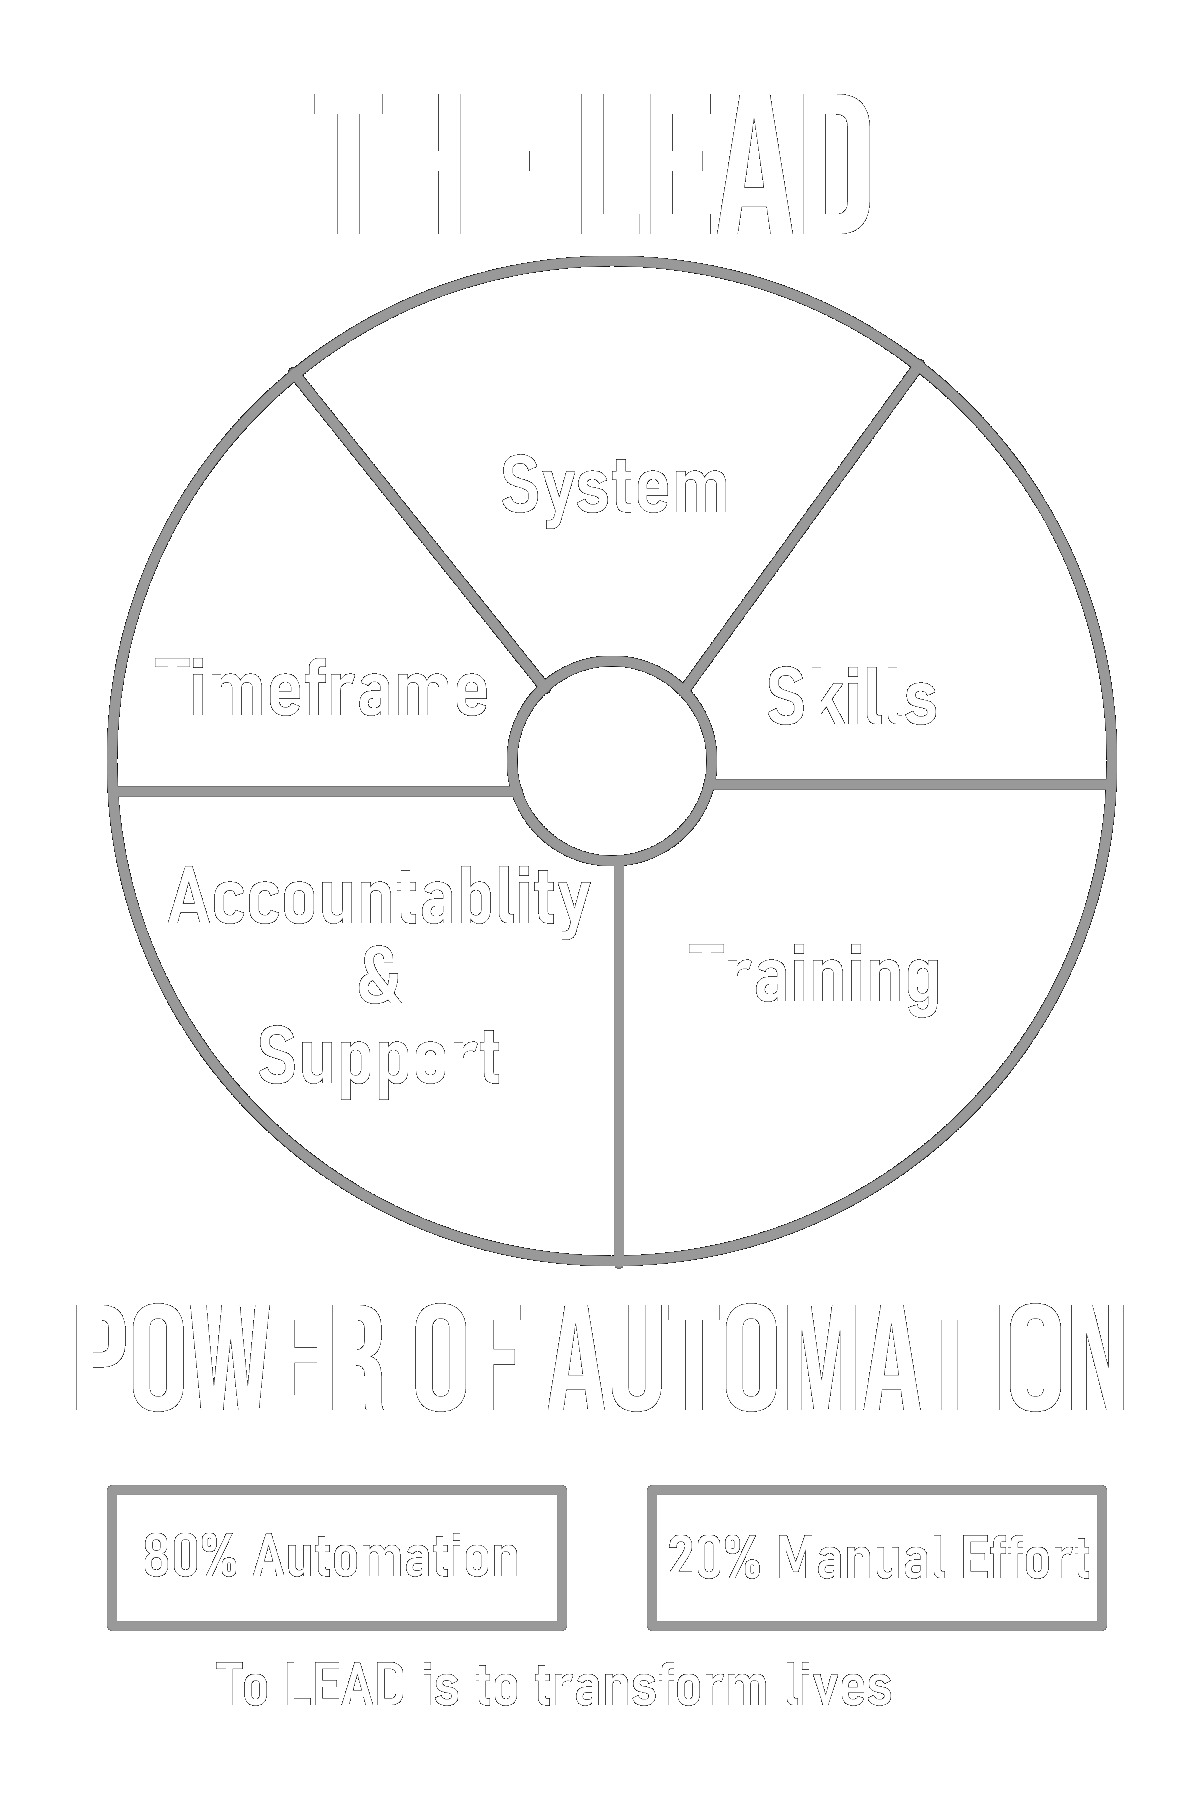 THE LEAD
System
Timeframe
Skills
Accountablity
&
Support
Training
POWER OF AUTOMATION
80% Automation
20% Manual Effort
To LEAD is to transform lives